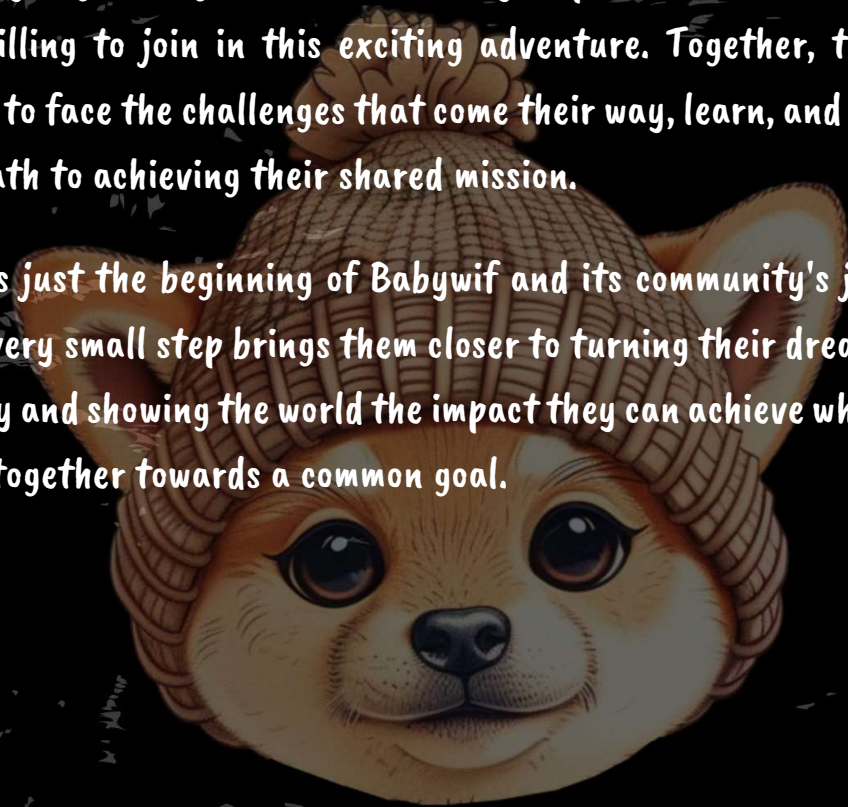 illing to join in this exciting adventure. Together, t
to face the challenges that come their way, learn, and
ath to achieving their shared mission.
s just the beginning of Babywif and its community's j
very small step brings them closer to turning their drea
y and showing the world the impact they can achieve wh
together towards a common goal.